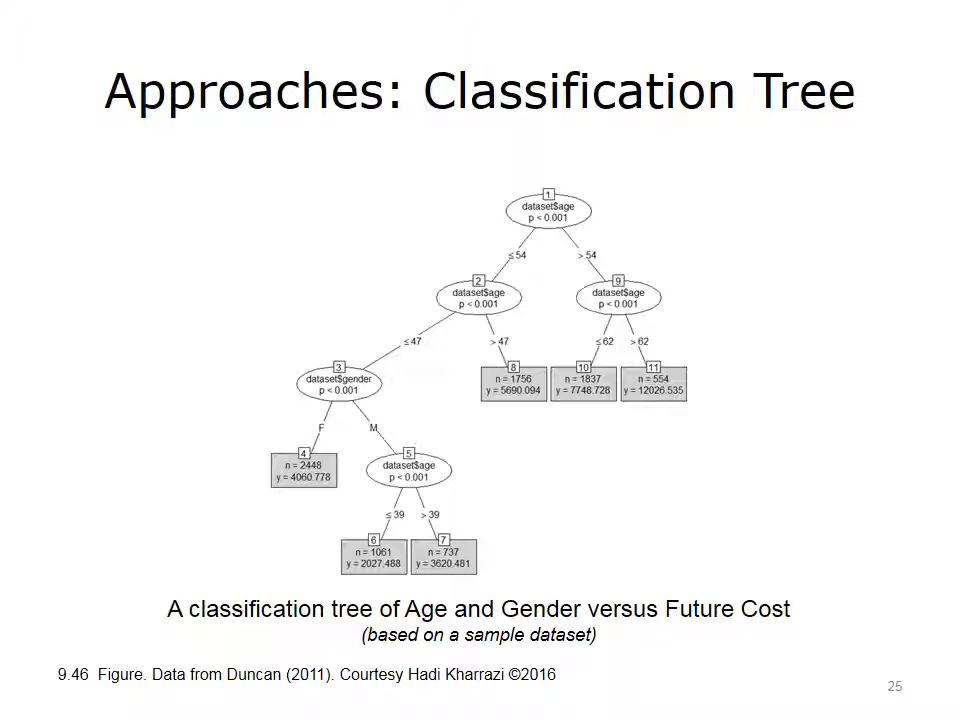 Approaches: Classification Tree
1
dataset$age
p < 0.001
≤ 54
> 54
2
dataset$age
p < 0.001
9
dataset$age
p < 0.001
≤ 47
> 47
≤ 62
> 62
3
dataset$gender
p < 0.001
8
n = 1756
y = 5690.094
10
n = 1837
y = 7748.728
11
n = 554
y = 12026.535
F
M
4
n = 2448
y = 4060.778
5
dataset$age
p < 0.001
≤ 39
> 39
6
n = 1061
y = 2027.488
7
n = 737
y = 3620.481
A classification tree of Age and Gender versus Future Cost
(based on a sample dataset)
9.46 Figure. Data from Duncan (2011). Courtesy Hadi Kharrazi ©2016
25